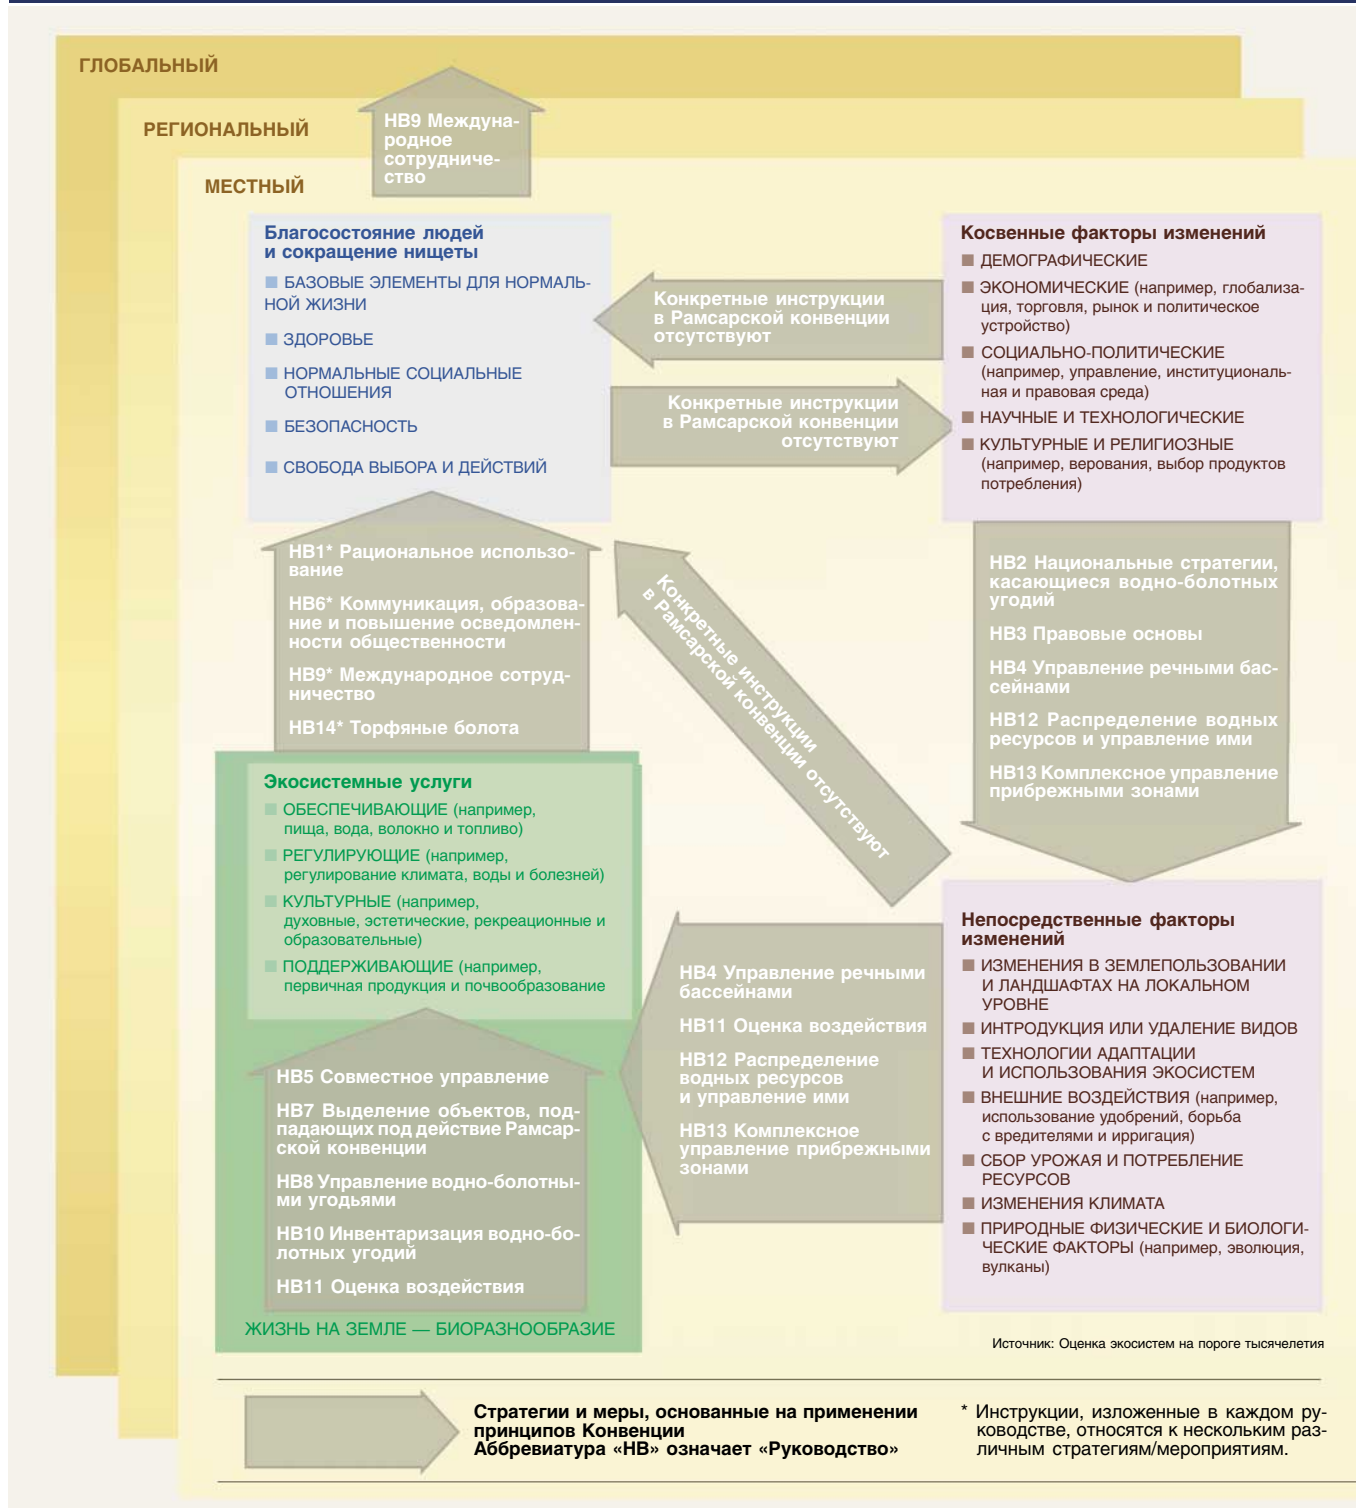 ГЛОБАЛЬНЫЙ
РЕГИОНАЛЬНЫЙ
МЕСТНЫЙ
НВ9 Междуна-
родное
сотрудниче-
ство
Благосостояние людей
и сокращение нищеты
БАЗОВЫЕ ЭЛЕМЕНТЫ ДЛЯ НОРМАЛЬ-
НОЙ ЖИЗНИ
ЗДОРОВЬЕ
НОРМАЛЬНЫЕ СОЦИАЛЬНЫЕ
ОТНОШЕНИЯ
БЕЗОПАСНОСТЬ
СВОБОДА ВЫБОРА И ДЕЙСТВИЙ
Конкретные инструкции
в Рамсарской конвенции
отсутствуют
Конкретные инструкции
в Рамсарской конвенции
отсутствуют
Косвенные факторы изменений
ДЕМОГРАФИЧЕСКИЕ
ЭКОНОМИЧЕСКИЕ (например, глобализа-
ция, торговля, рынок и политическое
устройство)
СОЦИАЛЬНО-ПОЛИТИЧЕСКИЕ
(например, управление, институциональ-
ная и правовая среда)
НАУЧНЫЕ И ТЕХНОЛОГИЧЕСКИЕ
КУЛЬТУРНЫЕ И РЕЛИГИОЗНЫЕ
(например, верования, выбор продуктов
потребления)
НВ1* Рациональное использо-
вание
НВ6* Коммуникация, образова-
ние и повышение осведомлен-
ности общественности
НВ9* Международное сотруд-
ничество
НВ14* Торфяные болота
Конкретные инструкции
в Рамсарской конвенции отсутствуют
НВ2 Национальные стратегии,
касающиеся водно-болотных
угодий
НВ3 Правовые основы
НВ4 Управление речными бас-
сейнами
НВ12 Распределение водных
ресурсов и управление ими
НВ13 Комплексное управление
прибрежными зонами
Экосистемные услуги
ОБЕСПЕЧИВАЮЩИЕ (например,
пища, вода, волокно и топливо)
РЕГУЛИРУЮЩИЕ (например,
регулирование климата, воды и болезней)
КУЛЬТУРНЫЕ (например,
духовные, эстетические, рекреационные и
образовательные)
ПОДДЕРЖИВАЮЩИЕ (например,
первичная продукция и почвообразование
НВ5 Совместное управление
НВ7 Выделение объектов, под-
падающих под действие Рамсар-
ской конвенции
НВ8 Управление водно-болотны-
ми угодьями
НВ10 Инвентаризация водно-бо-
лотных угодий
НВ11 Оценка воздействия
ЖИЗНЬ НА ЗЕМЛЕ — БИОРАЗНООБРАЗИЕ
НВ4 Управление речными
бассейнами
НВ11 Оценка воздействия
НВ12 Распределение
водных ресурсов
и управление ими
НВ13 Комплексное
управление прибрежными
зонами
Непосредственные факторы
изменений
ИЗМЕНЕНИЯ В ЗЕМЛЕПОЛЬЗОВАНИИ
И ЛАНДШАФТАХ НА ЛОКАЛЬНОМ
УРОВНЕ
ИНТРОДУКЦИЯ ИЛИ УДАЛЕНИЕ ВИДОВ
ТЕХНОЛОГИИ АДАПТАЦИИ
И ИСПОЛЬЗОВАНИЯ ЭКОСИСТЕМ
ВНЕШНИЕ ВОЗДЕЙСТВИЯ (например,
использование удобрений, борьба
с вредителями и ирригация)
СБОР УРОЖАЯ И ПОТРЕБЛЕНИЕ
РЕСУРСОВ
ИЗМЕНЕНИЯ КЛИМАТА
ПРИРОДНЫЕ ФИЗИЧЕСКИЕ И БИОЛОГИ-
ЧЕСКИЕ ФАКТОРЫ (например, эволюция,
вулканы)
Источник: Оценка экосистем на пороге тысячелетия
Стратегии и меры, основанные на применении
принципов Конвенции
Аббревиатура «НВ» означает «Руководство»
* Инструкции, изложенные в каждом ру-
ководстве, относятся к нескольким раз-
личным стратегиям/мероприятиям.